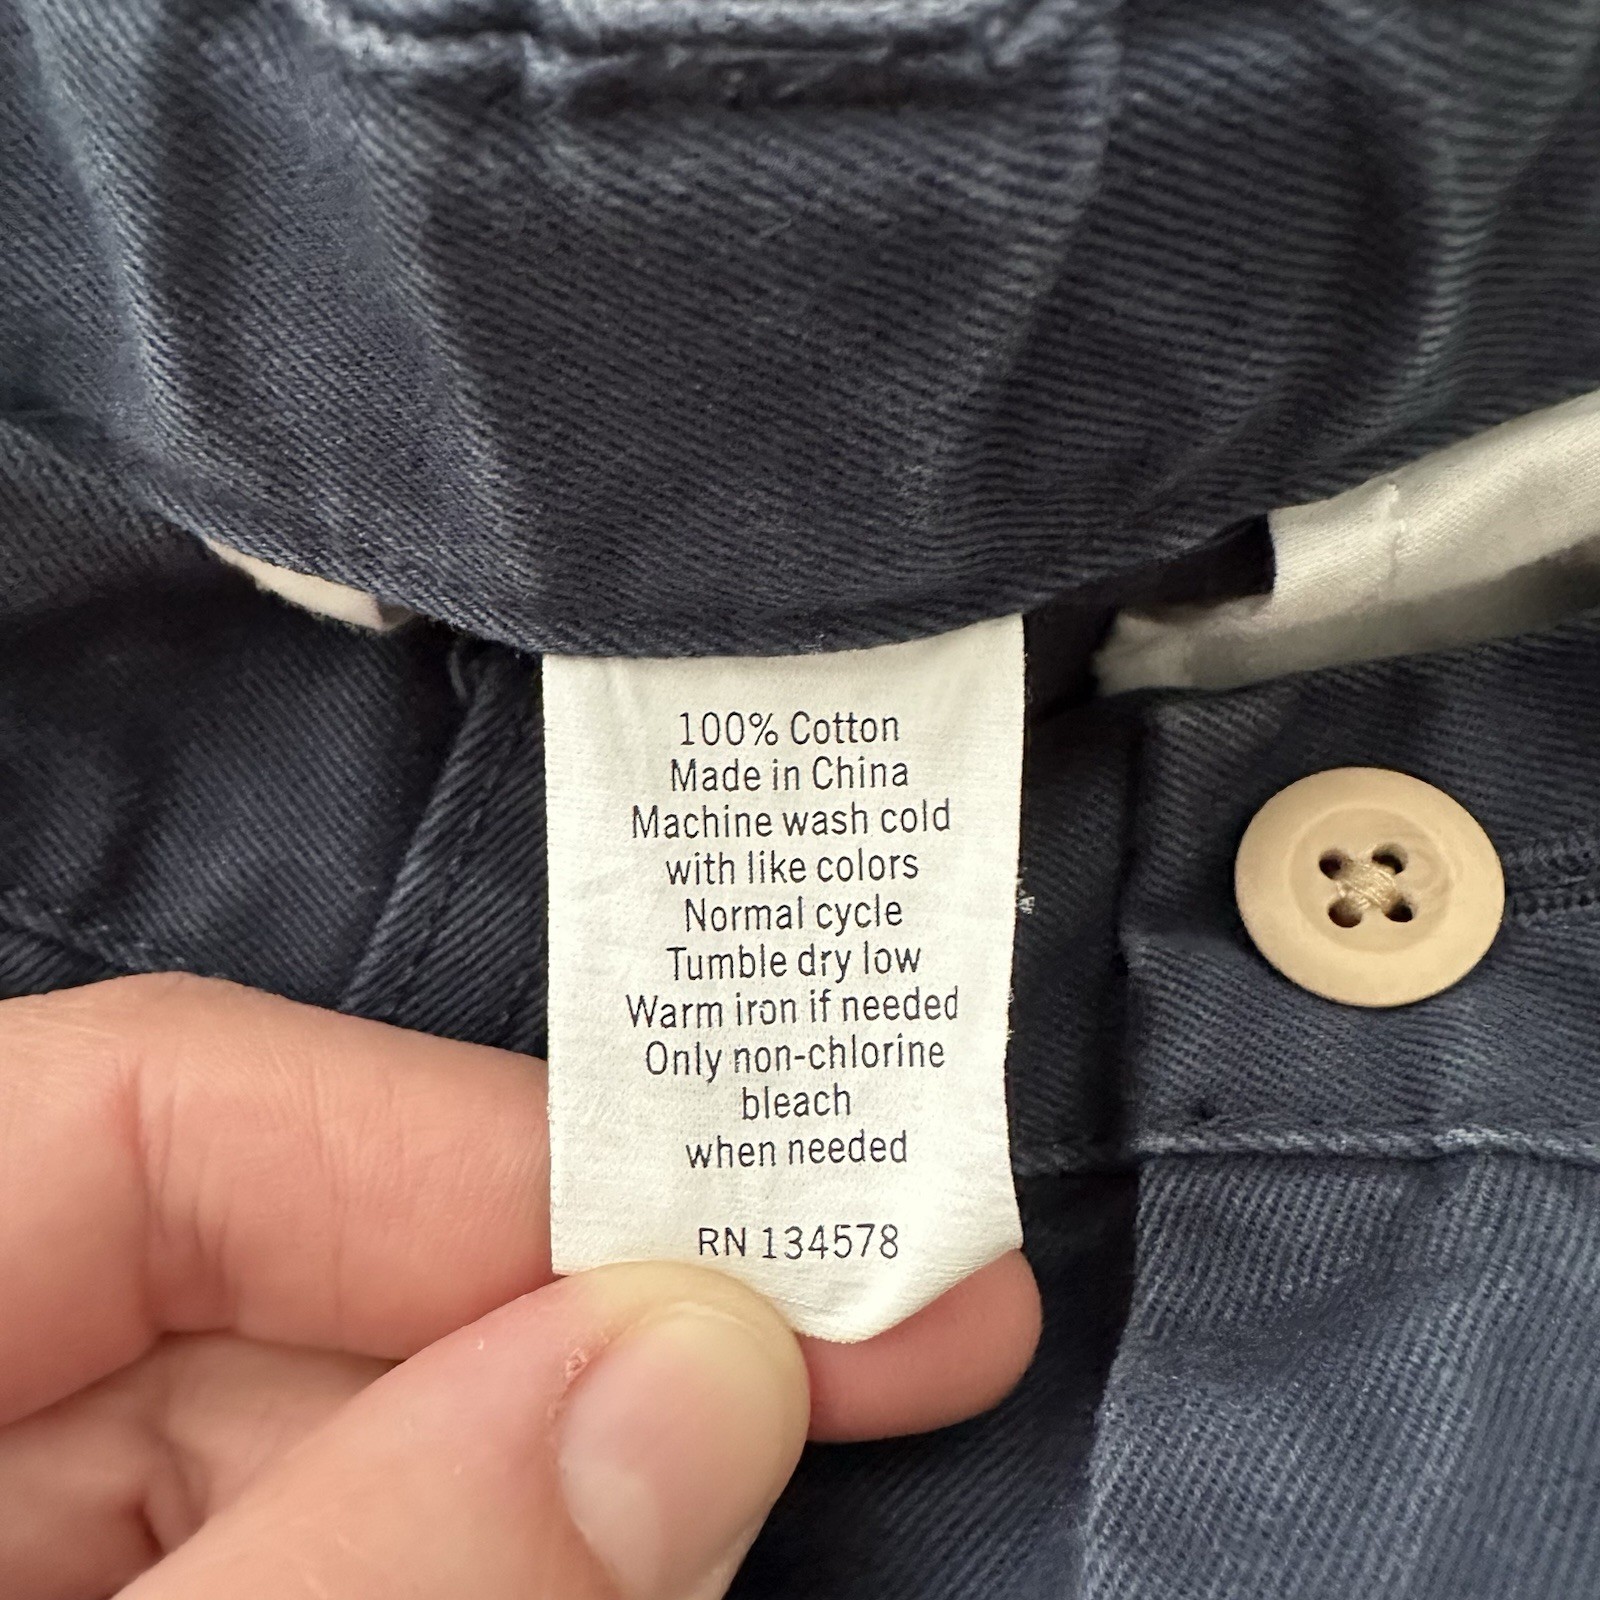 100% Cotton
Made in China
Machine wash cold
with like colors
Normal cycle
Tumble dry low
Warm iron if needed
Only non-chlorine
bleach
when needed
RN 134578